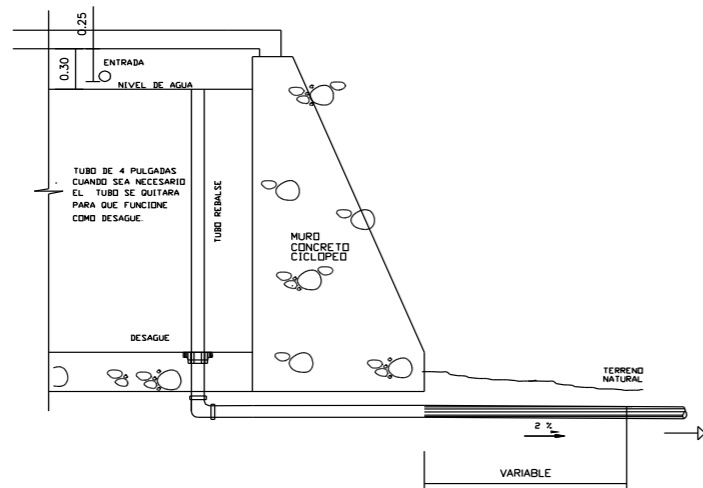 0.25
0.30
ENTRADA
NIVEL DE AGUA
TUBO DE 4 PULGADAS
CUANDO SEA NECESARIO
EL TUBO SE QUITARA
PARA QUE FUNCIONE
COMO DESAGUE.
TUBO REBALSE
MURO
CONCRETO
CICLOPEO
DESAGUE
TERRENO
NATURAL
2 %
VARIABLE